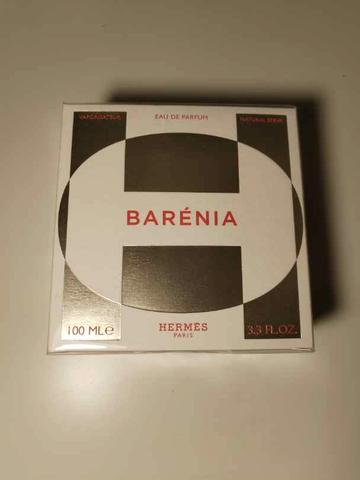 VAPORISATEUR EAU DE PARFUM NATURAL SPRAY
BARÉNIA
100 ML℮ HERMÈS 3.3 FL.OZ.
PARIS